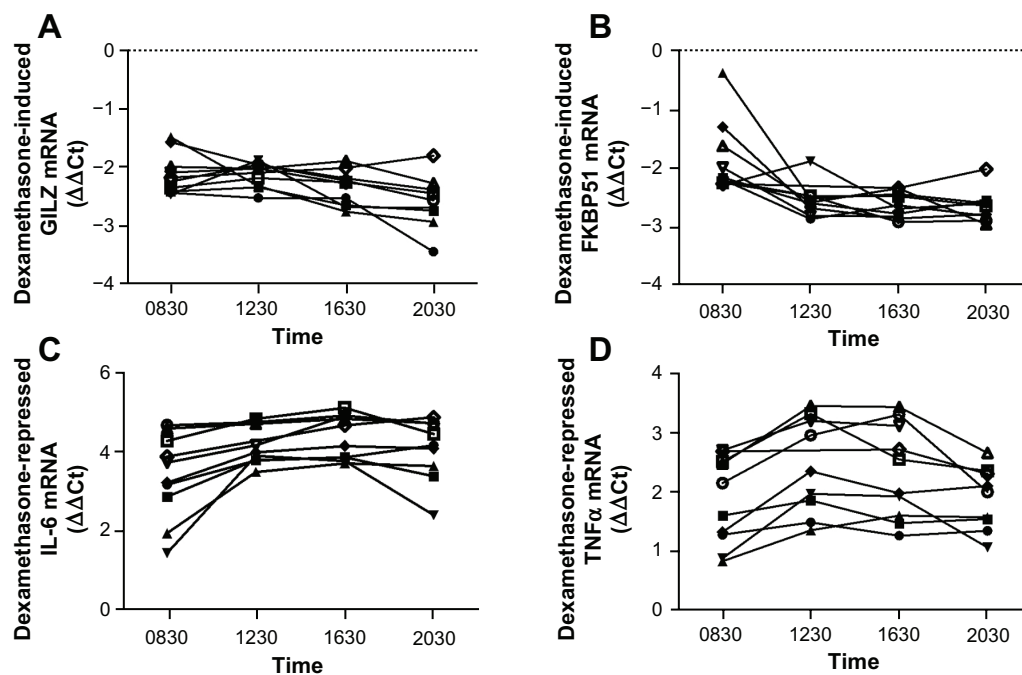 A
Dexamethasone-induced
GILZ mRNA
(ΔΔCt)
0
−1
−2
−3
−4
0830 1230 1630 2030
Time
B
Dexamethasone-induced
FKBP51 mRNA
(ΔΔCt)
0
−1
−2
−3
−4
0830 1230 1630 2030
Time
C
Dexamethasone-repressed
IL-6 mRNA
(ΔΔCt)
6
4
2
0
0830 1230 1630 2030
Time
D
Dexamethasone-repressed
TNFα mRNA
(ΔΔCt)
4
3
2
1
0
0830 1230 1630 2030
Time